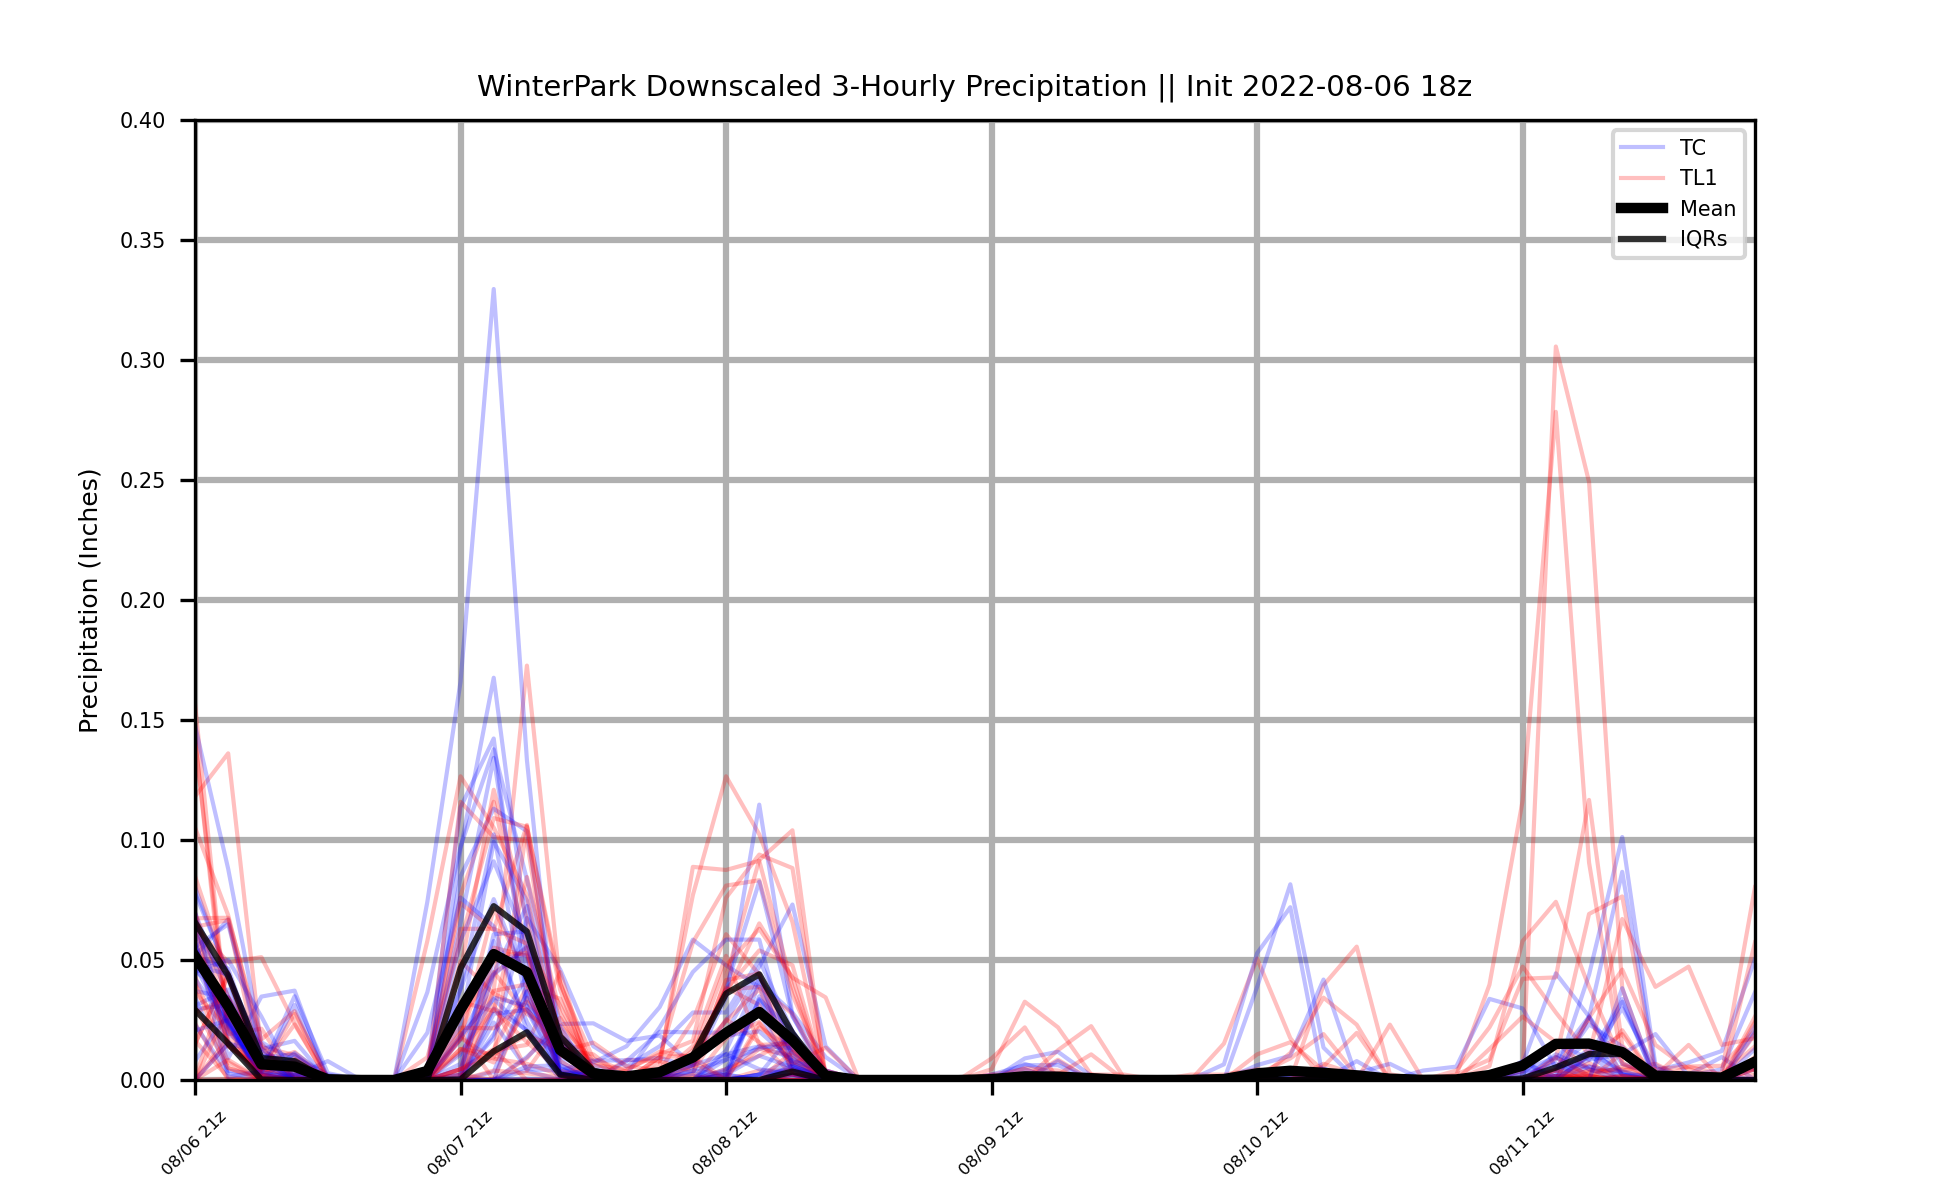 WinterPark Downscaled 3-Hourly Precipitation || Init 2022-08-06 18z
0.40
0.35
0.30
0.25
0.20
0.15
0.10
0.05
0.00
Precipitation (Inches)
TC
TL1
Mean
IQRs
08/06 21z
08/07 21z
08/08 21z
08/09 21z
08/10 21z
08/11 21z